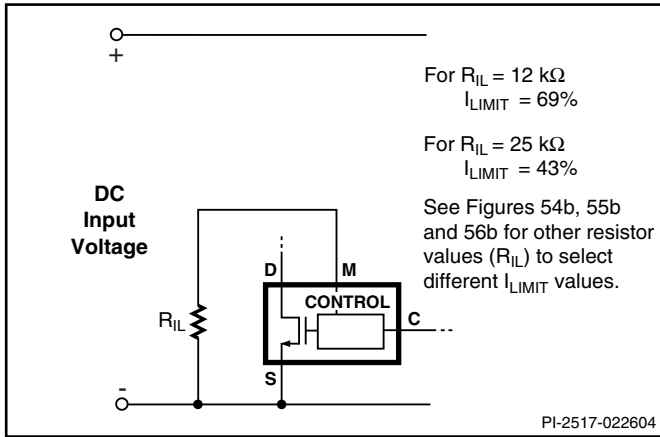 +
For R_IL = 12 kΩ
I_LIMIT = 69%
For R_IL = 25 kΩ
I_LIMIT = 43%
See Figures 54b, 55b
and 56b for other resistor
values (R_IL) to select
different I_LIMIT values.
DC
Input
Voltage
D
M
CONTROL
C
R_IL
S
-
PI-2517-022604